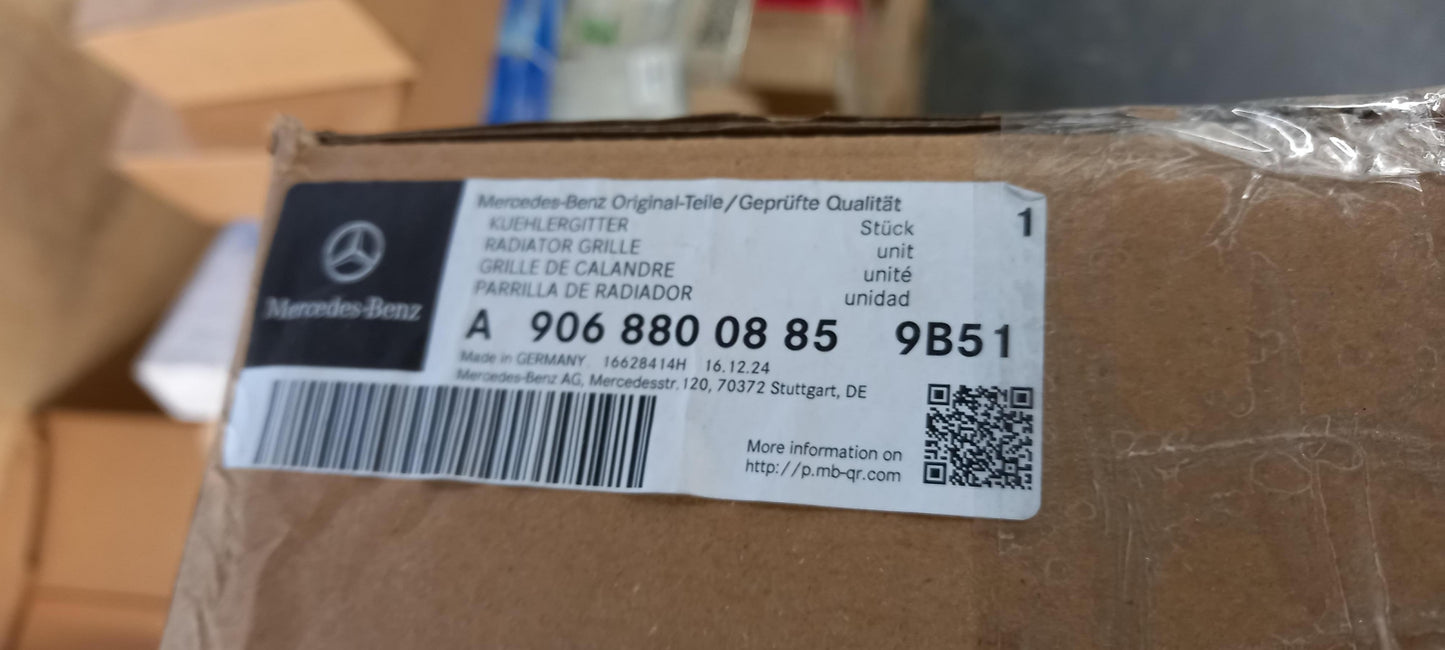 Mercedes-Benz
Mercedes-Benz Original-Teile/Geprüfte Qualität
KUEHLERGITTER Stück 1
RADIATOR GRILLE unit
GRILLE DE CALANDRE unité
PARRILLA DE RADIADOR unidad
A 906 880 08 85 9B51
Made in GERMANY 16628414H 16.12.24
Mercedes-Benz AG, Mercedesstr. 120, 70372 Stuttgart, DE
More information on
http://p.mb-qr.com